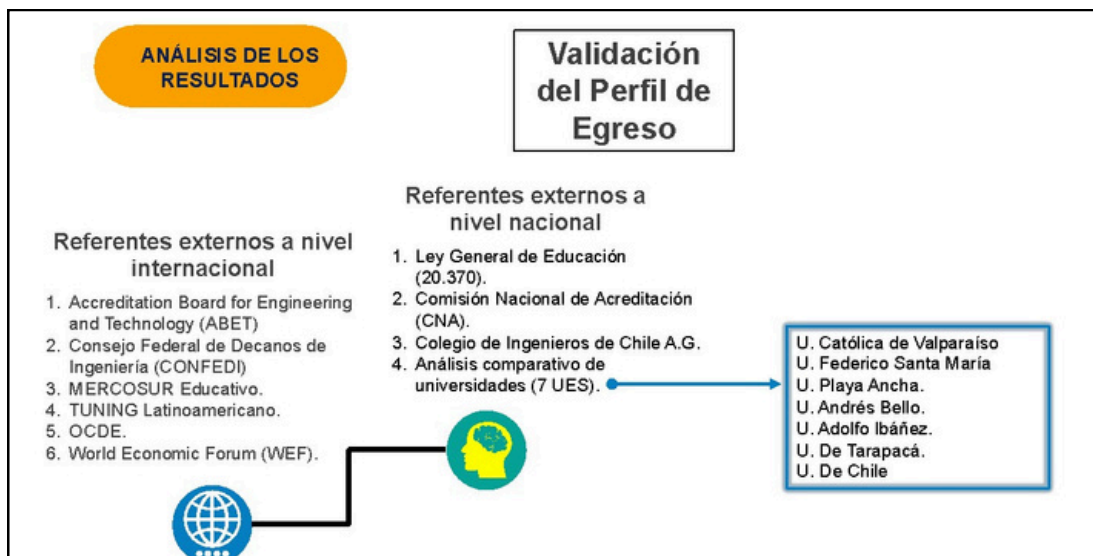 ANÁLISIS DE LOS
RESULTADOS
Validación
del Perfil de
Egreso
Referentes externos a nivel
internacional
1. Accreditation Board for Engineering
and Technology (ABET)
2. Consejo Federal de Decanos de
Ingeniería (CONFEDI)
3. MERCOSUR Educativo.
4. TUNING Latinoamericano.
5. OCDE.
6. World Economic Forum (WEF).
Referentes externos a
nivel nacional
1. Ley General de Educación
(20.370).
2. Comisión Nacional de Acreditación
(CNA).
3. Colegio de Ingenieros de Chile A.G.
4. Análisis comparativo de
universidades (7 UES).
U. Católica de Valparaíso
U. Federico Santa María
U. Playa Ancha.
U. Andrés Bello.
U. Adolfo Ibáñez.
U. De Tarapacá.
U. De Chile